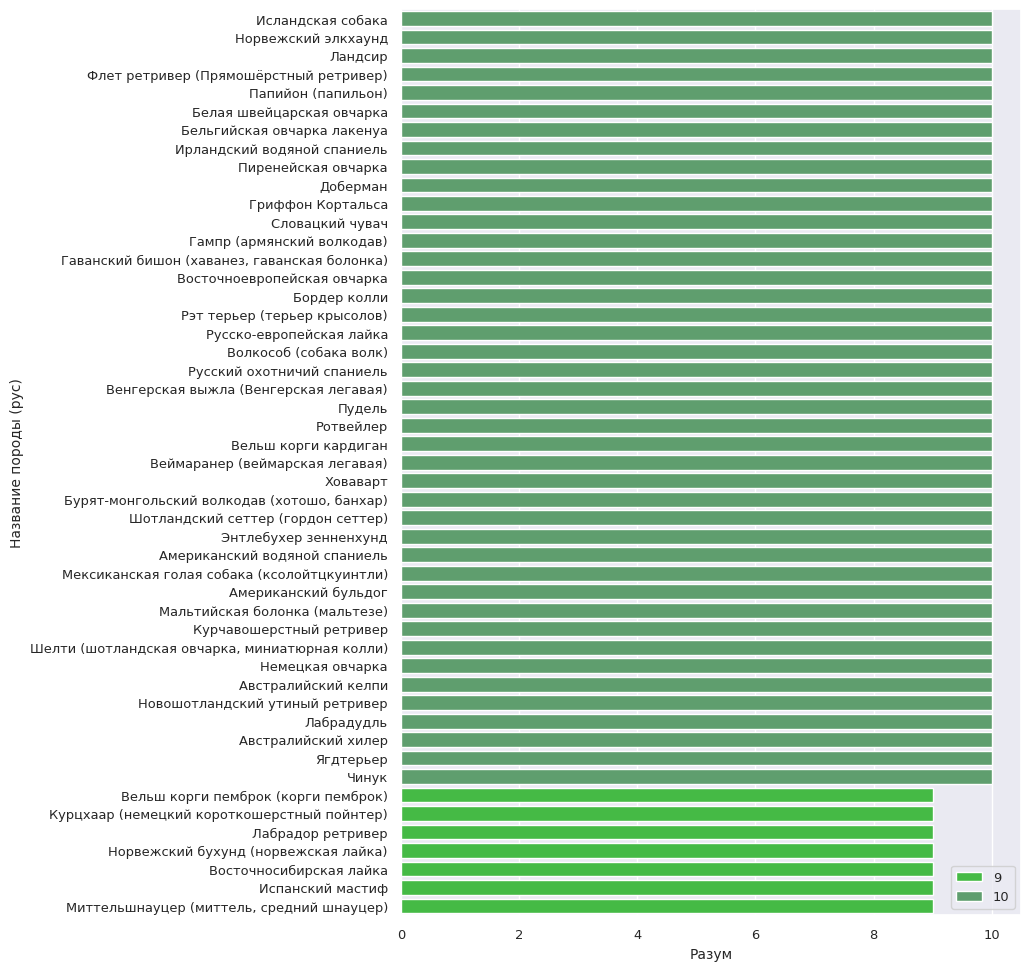 Исландская собака
Норвежский элкхаунд
Ландсир
Флет ретривер (Прямошёрстный ретривер)
Папийон (папильон)
Белая швейцарская овчарка
Бельгийская овчарка лакенуа
Ирландский водяной спаниель
Пиренейская овчарка
Доберман
Гриффон Кортальса
Словацкий чувач
Гампр (армянский волкодав)
Гаванский бишон (хаванез, гаванская болонка)
Восточноевропейская овчарка
Бордер колли
Рэт терьер (терьер крысолов)
Русско-европейская лайка
Волкособ (собака волк)
Русский охотничий спаниель
Венгерская выжла (Венгерская легавая)
Пудель
Ротвейлер
Вельш корги кардиган
Веймаранер (веймарская легавая)
Ховаварт
Бурят-монгольский волкодав (хотошо, банхар)
Шотландский сеттер (гордон сеттер)
Энтлебухер зенненхунд
Американский водяной спаниель
Мексиканская голая собака (ксолойтцкуинтли)
Американский бульдог
Мальтийская болонка (мальтезе)
Курчавошерстный ретривер
Шелти (шотландская овчарка, миниатюрная колли)
Немецкая овчарка
Австралийский келпи
Новошотландский утиный ретривер
Лабрадудль
Австралийский хилер
Ягдтерьер
Чинук
Вельш корги пемброк (корги пемброк)
Курцхаар (немецкий короткошерстный пойнтер)
Лабрадор ретривер
Норвежский бухунд (норвежская лайка)
Восточносибирская лайка
Испанский мастиф
Миттельшнауцер (миттель, средний шнауцер)
Название породы (рус)
9
10
0 2 4 6 8 10
Разум